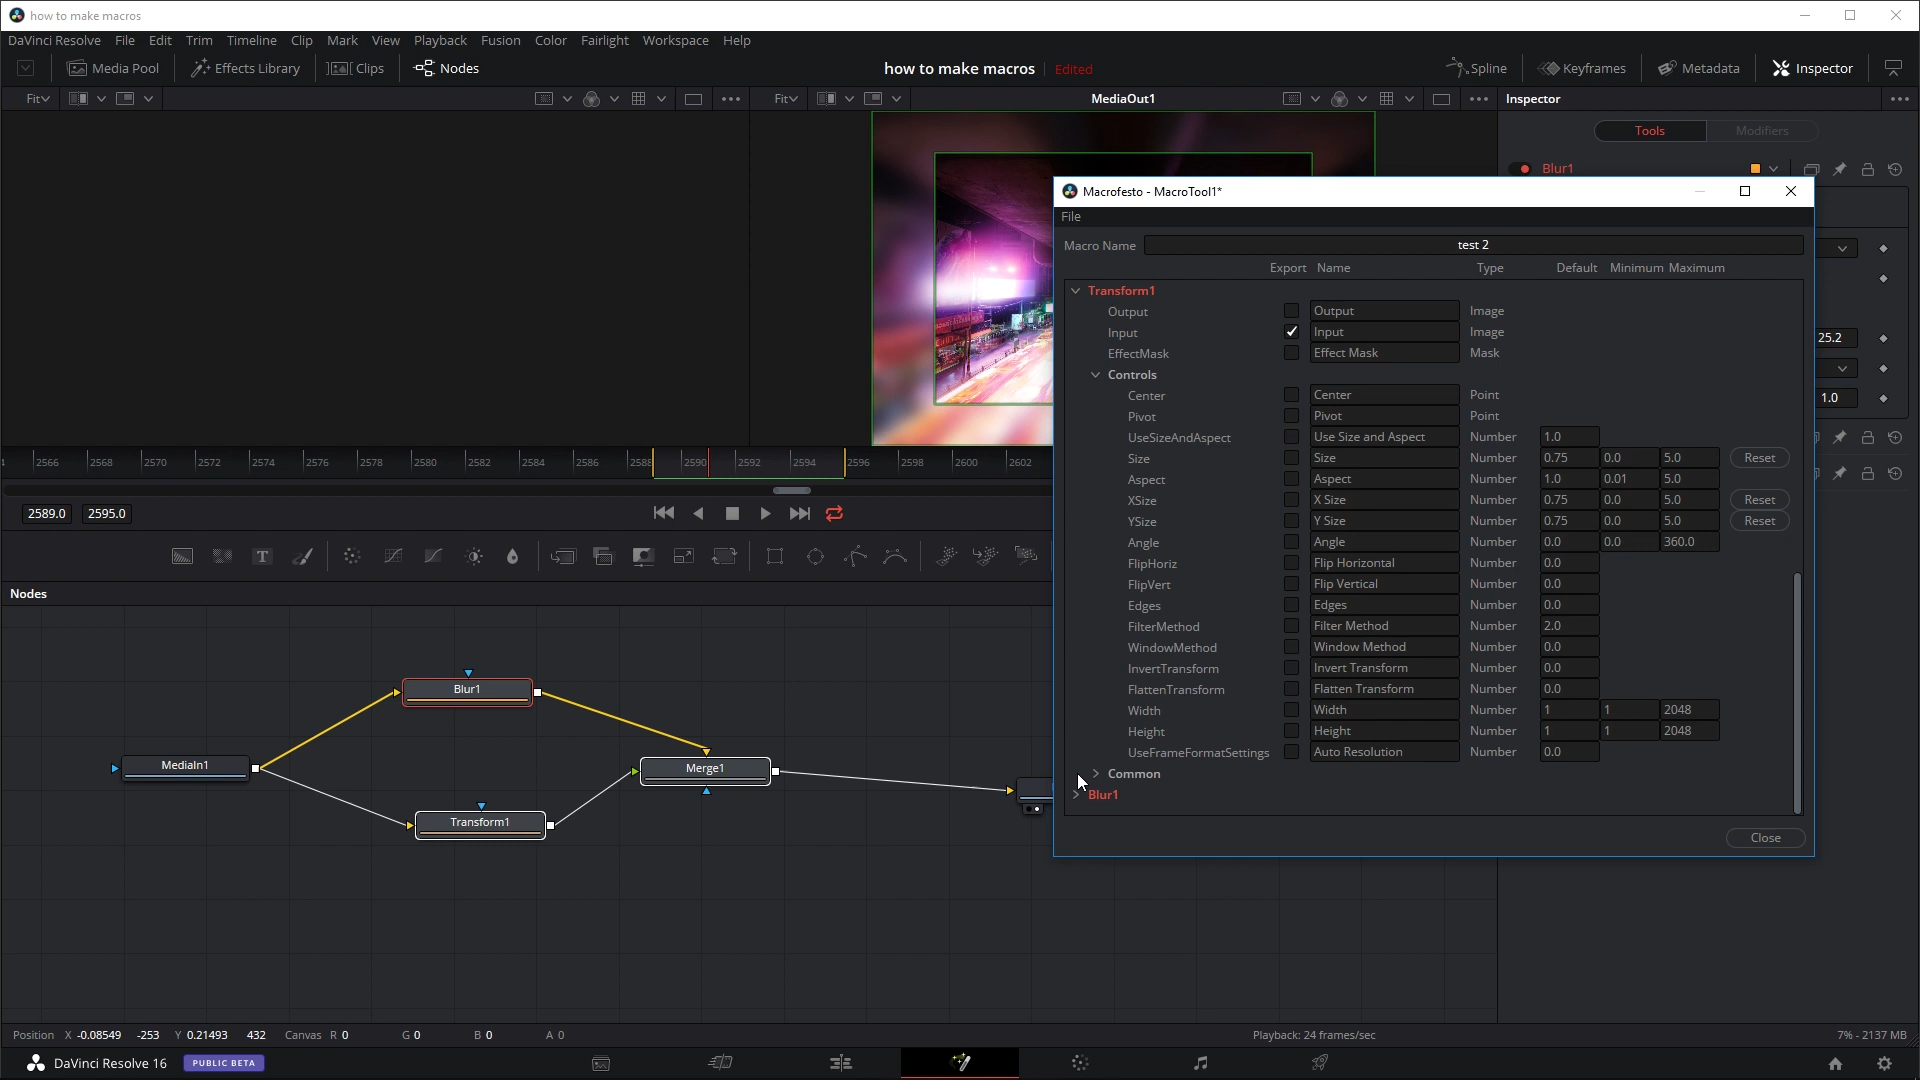 how to make macros
DaVinci Resolve File Edit Trim Timeline Clip Mark View Playback Fusion Color Fairlight Workspace Help
Media Pool Effects Library Clips Nodes how to make macros Edited Spline Keyframes Metadata Inspector
Fit Fit MediaOut1 Inspector
Tools Modifiers
Blur1
Macrofesto - MacroTool1*
File
Macro Name test 2
Export Name Type Default Minimum Maximum
Transform1
Output Output Image
Input Input Image
EffectMask Effect Mask Mask
Controls
Center Center Point
Pivot Pivot Point
UseSizeAndAspect Use Size and Aspect Number 1.0
Size Size Number 0.75 0.0 5.0 Reset
Aspect Aspect Number 1.0 0.01 5.0
XSize X Size Number 0.75 0.0 5.0 Reset
YSize Y Size Number 0.75 0.0 5.0 Reset
Angle Angle Number 0.0 0.0 360.0
FlipHoriz Flip Horizontal Number 0.0
FlipVert Flip Vertical Number 0.0
Edges Edges Number 0.0
FilterMethod Filter Method Number 2.0
WindowMethod Window Method Number 0.0
InvertTransform Invert Transform Number 0.0
FlattenTransform Flatten Transform Number 0.0
Width Width Number 1 1 2048
Height Height Number 1 1 2048
UseFrameFormatSettings Auto Resolution Number 0.0
Common
Blur1
Close
25.2
1.0
2566 2568 2570 2572 2574 2576 2578 2580 2582 2584 2586 2588 2590 2592 2594 2596 2598 2600 2602
2589.0 2595.0
T
Nodes
Blur1
MediaIn1
Merge1
Transform1
Position X -0.08549 -253 Y 0.21493 432 Canvas R 0 G 0 B 0 A 0 Playback: 24 frames/sec 7% - 2137 MB
DaVinci Resolve 16 PUBLIC BETA